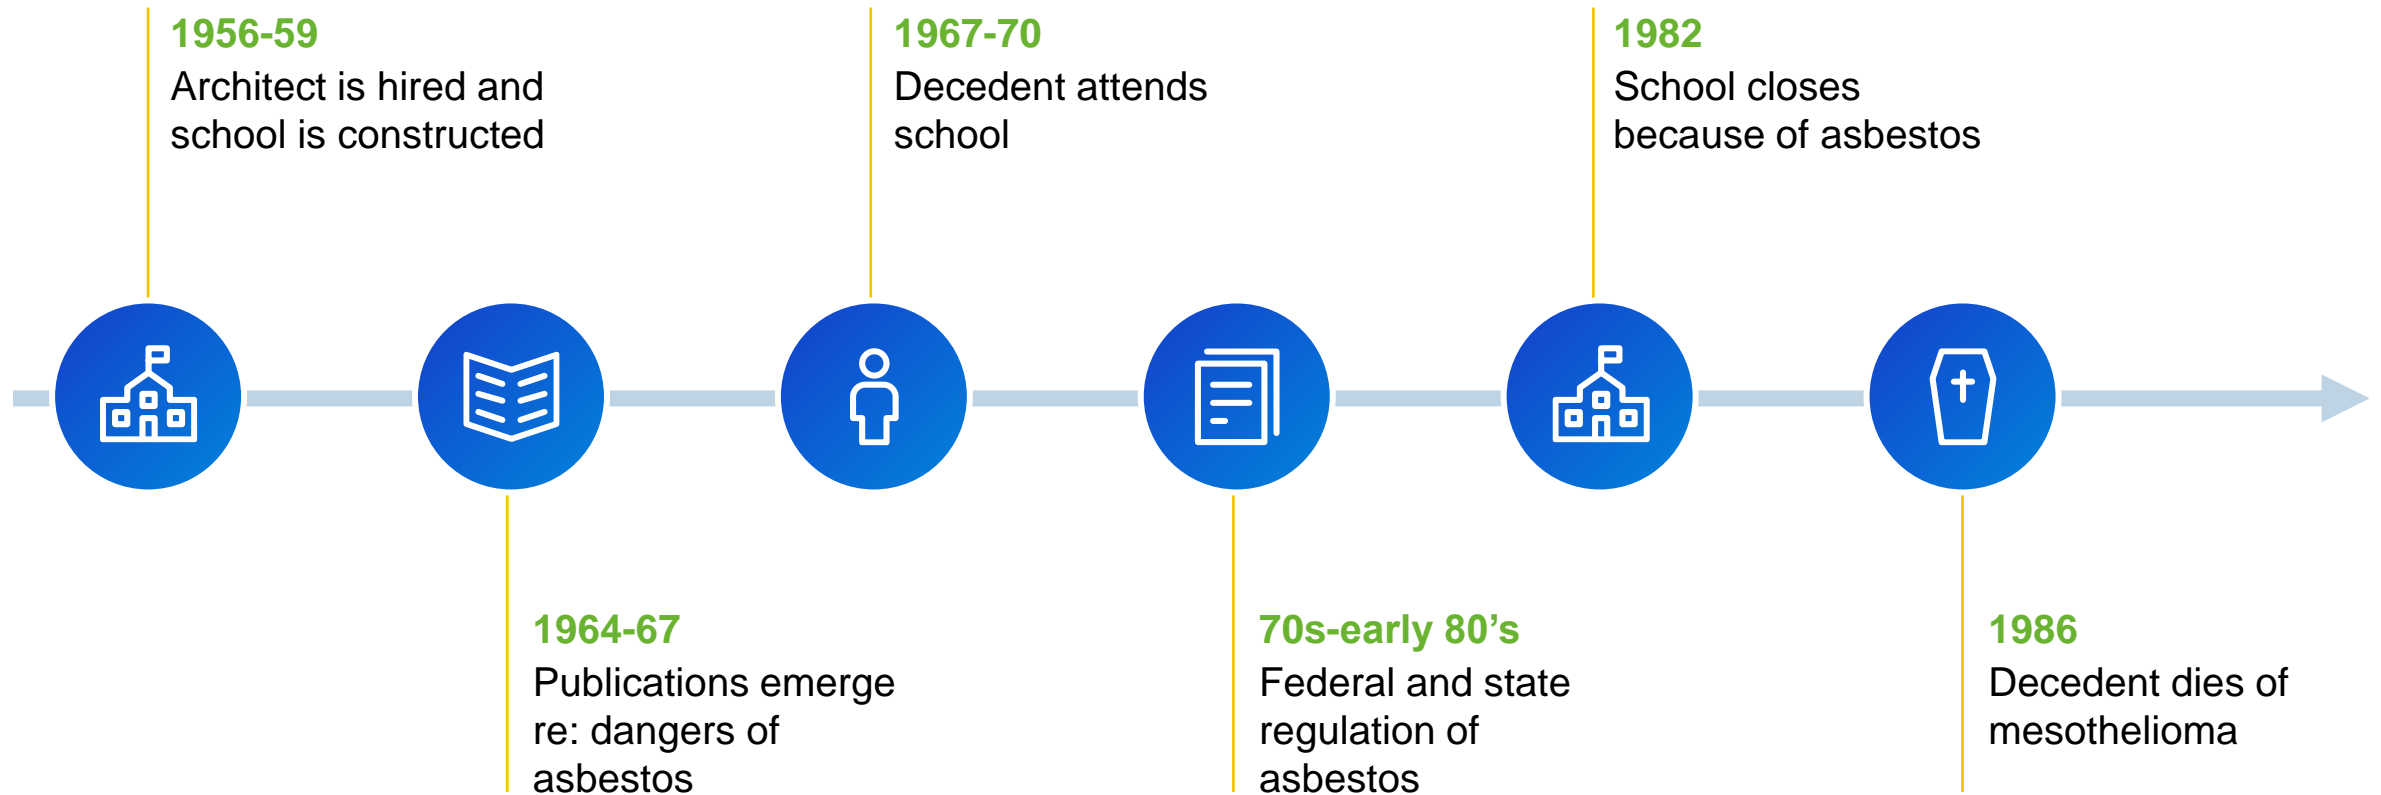 1956-59
Architect is hired and
school is constructed
1964-67
Publications emerge
re: dangers of
asbestos
1967-70
Decedent attends
school
70s-early 80’s
Federal and state
regulation of
asbestos
1982
School closes
because of asbestos
1986
Decedent dies of
mesothelioma